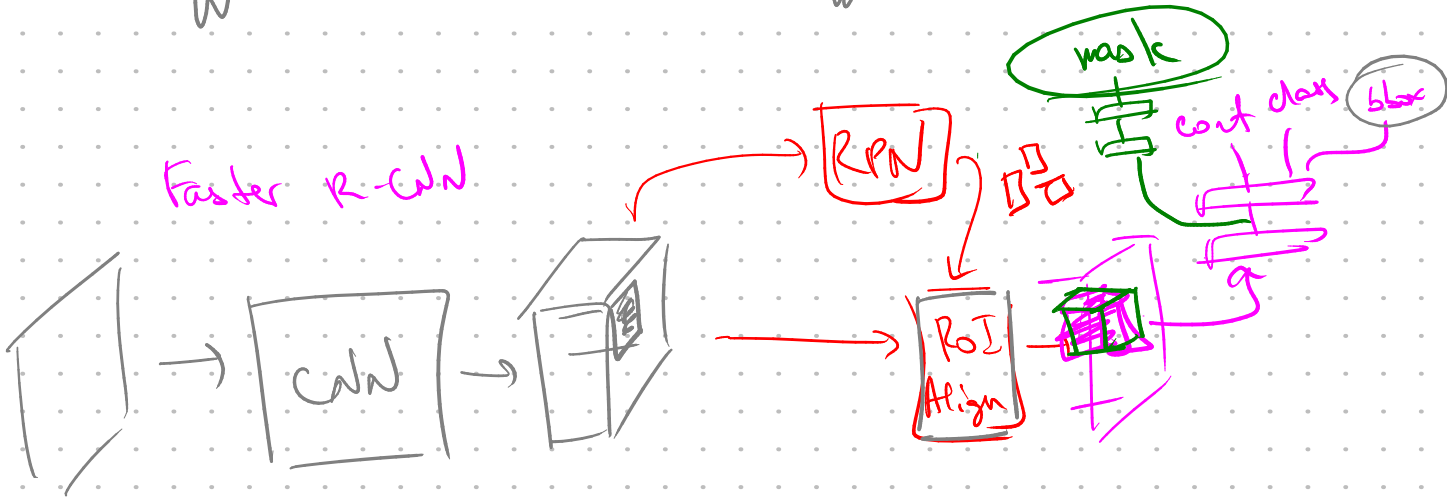 mask
conf class bbox
RPN
Faster R-CNN
CNN
RoI
Align